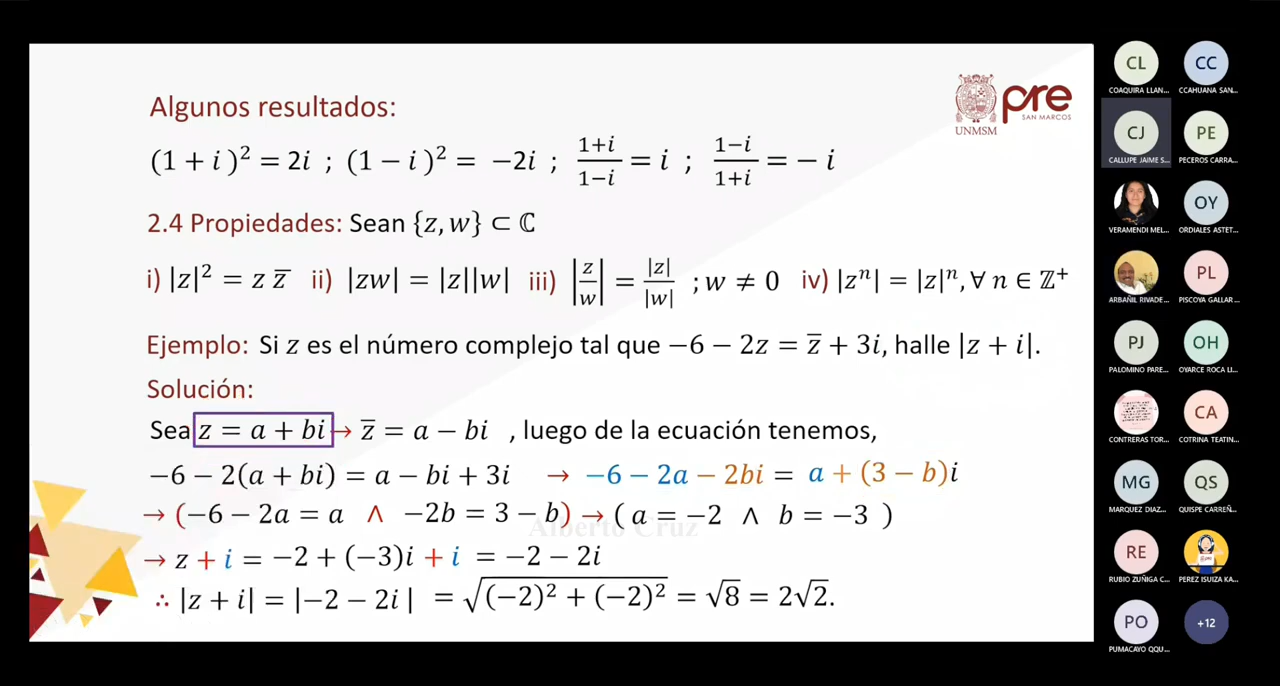 Algunos resultados:
pre
SAN MARCOS
UNMSM
(1 + i )² = 2i ; (1 − i )² = −2i ; \frac{1+i}{1−i} = i ; \frac{1−i}{1+i} = − i
2.4 Propiedades: Sean {z, w} ⊂ ℂ
i) |z|² = z z̅ ii) |zw| = |z||w| iii) |\frac{z}{w}| = \frac{|z|}{|w|} ; w ≠ 0 iv) |zⁿ| = |z|ⁿ, ∀ n ∈ ℤ⁺
Ejemplo: Si z es el número complejo tal que −6 − 2z = z̅ + 3i, halle |z + i|.
Solución:
Sea z = a + bi → z̅ = a − bi , luego de la ecuación tenemos,
−6 − 2(a + bi) = a − bi + 3i → −6 − 2a − 2bi = a + (3 − b)i
→ (−6 − 2a = a ∧ −2b = 3 − b) → ( a = −2 ∧ b = −3 )
Alberto Cruz
→ z + i = −2 + (−3)i + i = −2 − 2i
∴ |z + i| = |−2 − 2i | = √((−2)² + (−2)²) = √8 = 2√2.
CL CC
COAQUIRA LLAN... CCAHUANA SAN...
CJ PE
CALLUPE JAIME S... PECEROS CARRA...
OY
VERAMENDI MEL... ORDIALES ASTET...
PL
ARBAÑIL RIVADE... PISCOYA GALLAR...
PJ OH
PALOMINO PARE... OYARCE ROCA LI...
CA
CONTRERAS TOR... COTRINA TEATIN...
MG QS
MARQUEZ DIAZ... QUISPE CARREÑ...
RE
RUBIO ZUÑIGA C... PEREZ ISUIZA KA...
PO +12
PUMACAYO QQU...